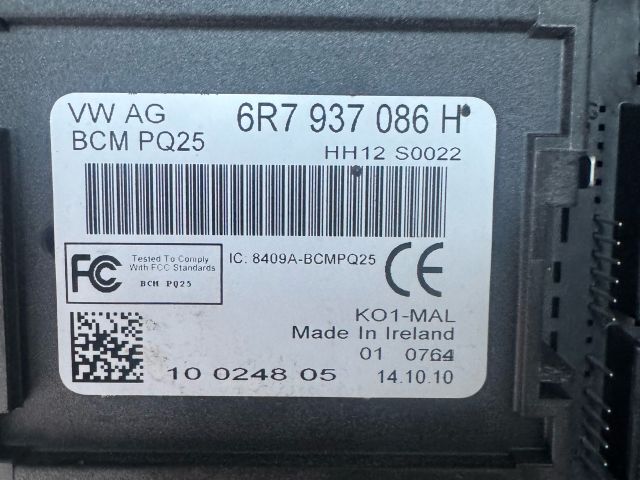 VW AG
6R7 937 086 H
BCM PQ25
HH12 S0022
FC
Tested To Comply
With FCC Standards
BCM PQ25
IC. 8409A-BCMPQ25
CE
KO1-MAL
Made In Ireland
01 0764
10 0248 05
14.10.10